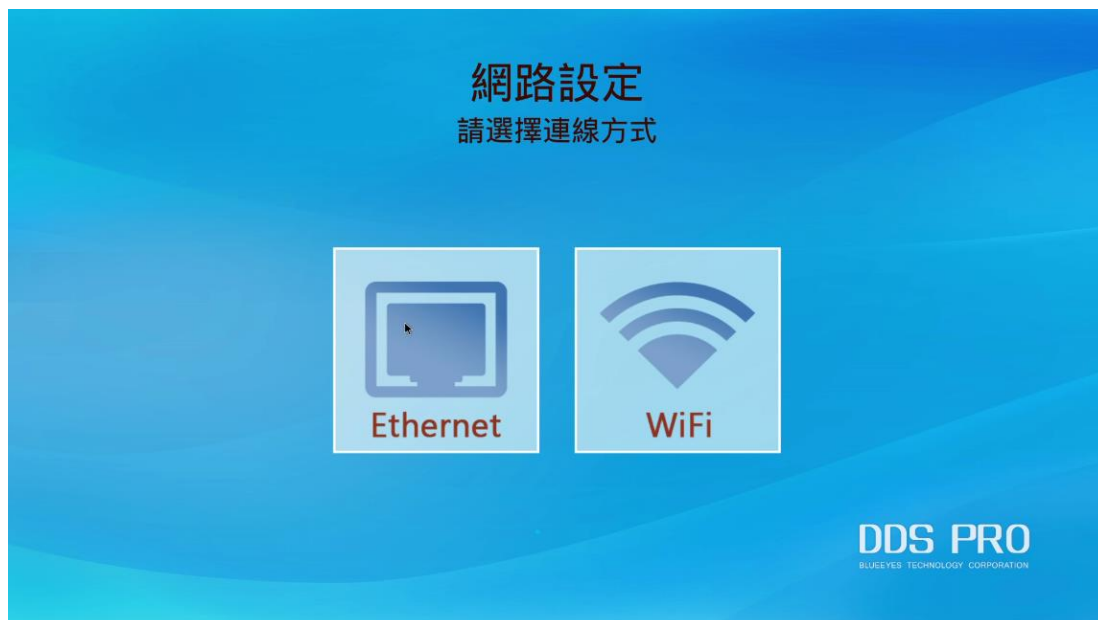 網路設定
請選擇連線方式
Ethernet
WiFi
DDS PRO
BLUEEYES TECHNOLOGY CORPORATION